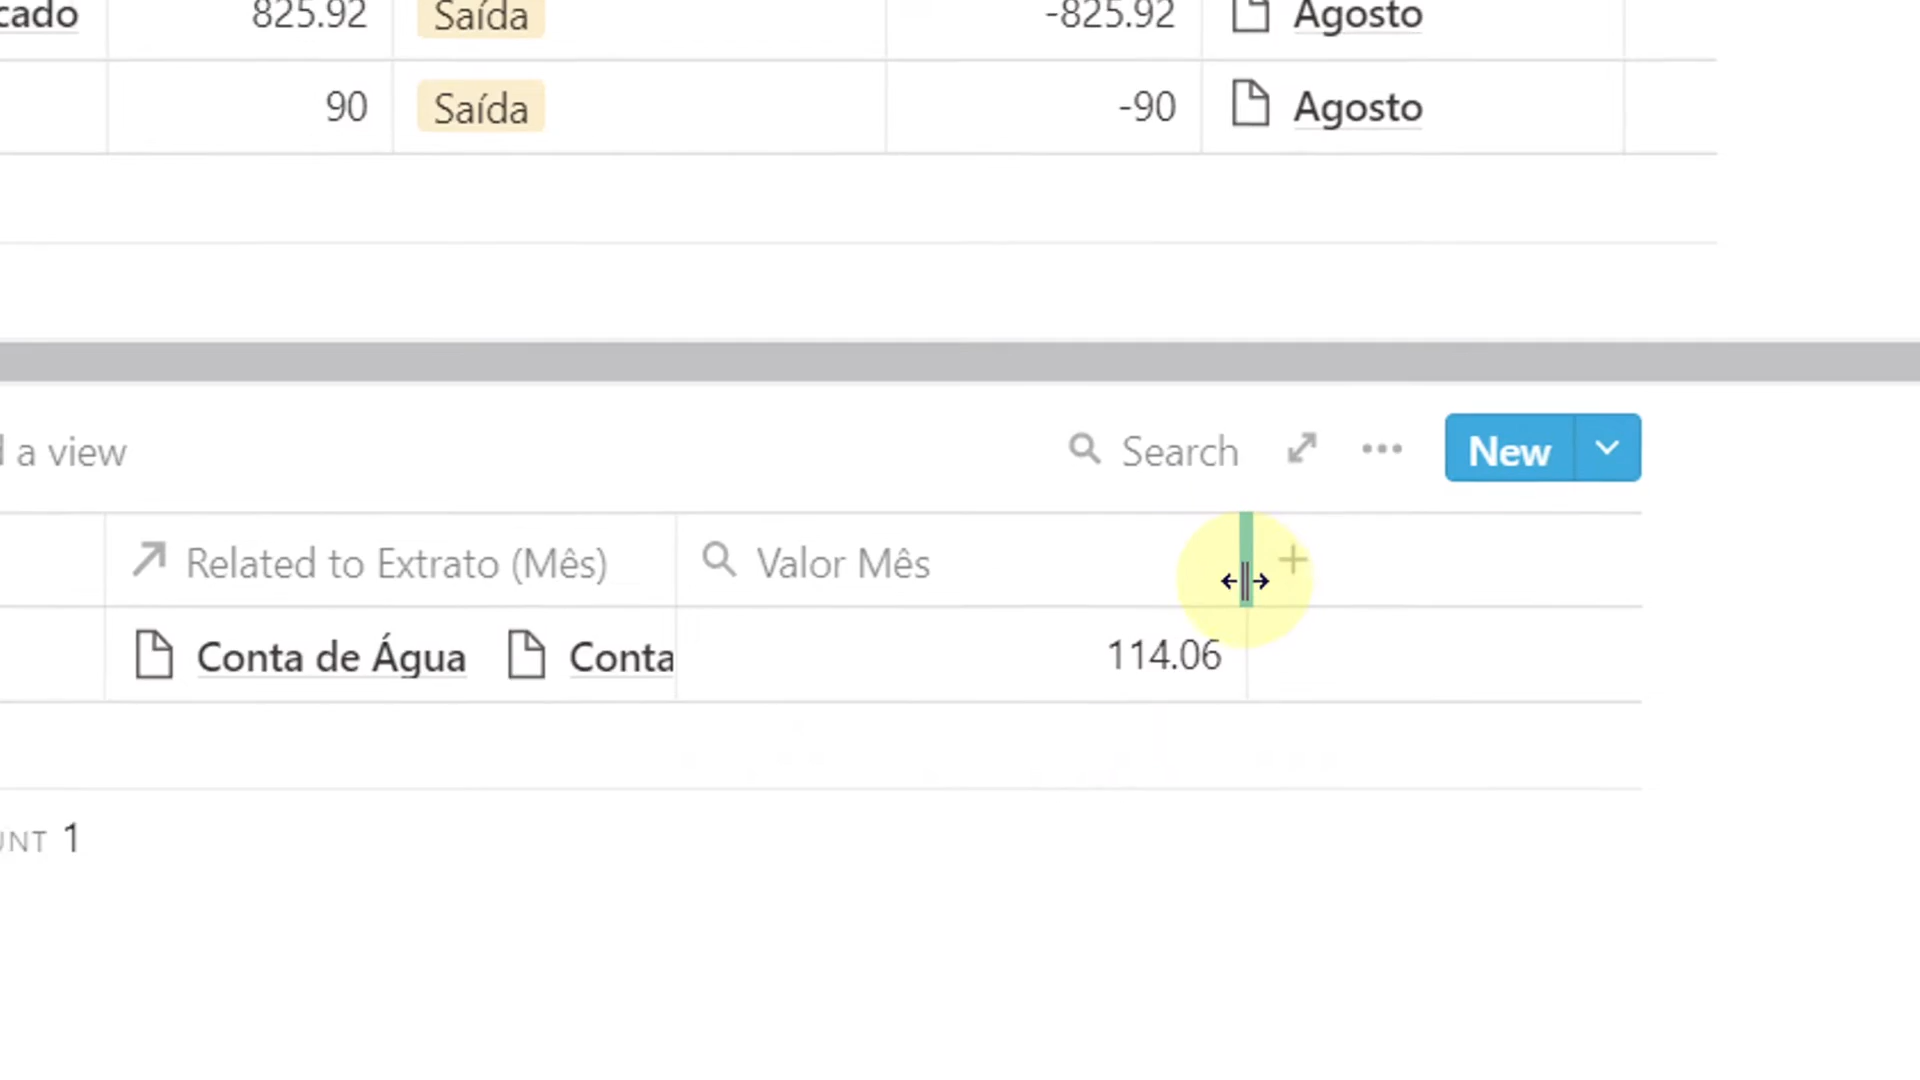 cado 825.92 Saída -825.92 Agosto
90 Saída -90 Agosto
a view Search New
Related to Extrato (Mês) Valor Mês
Conta de Água Conta 114.06
UNT 1